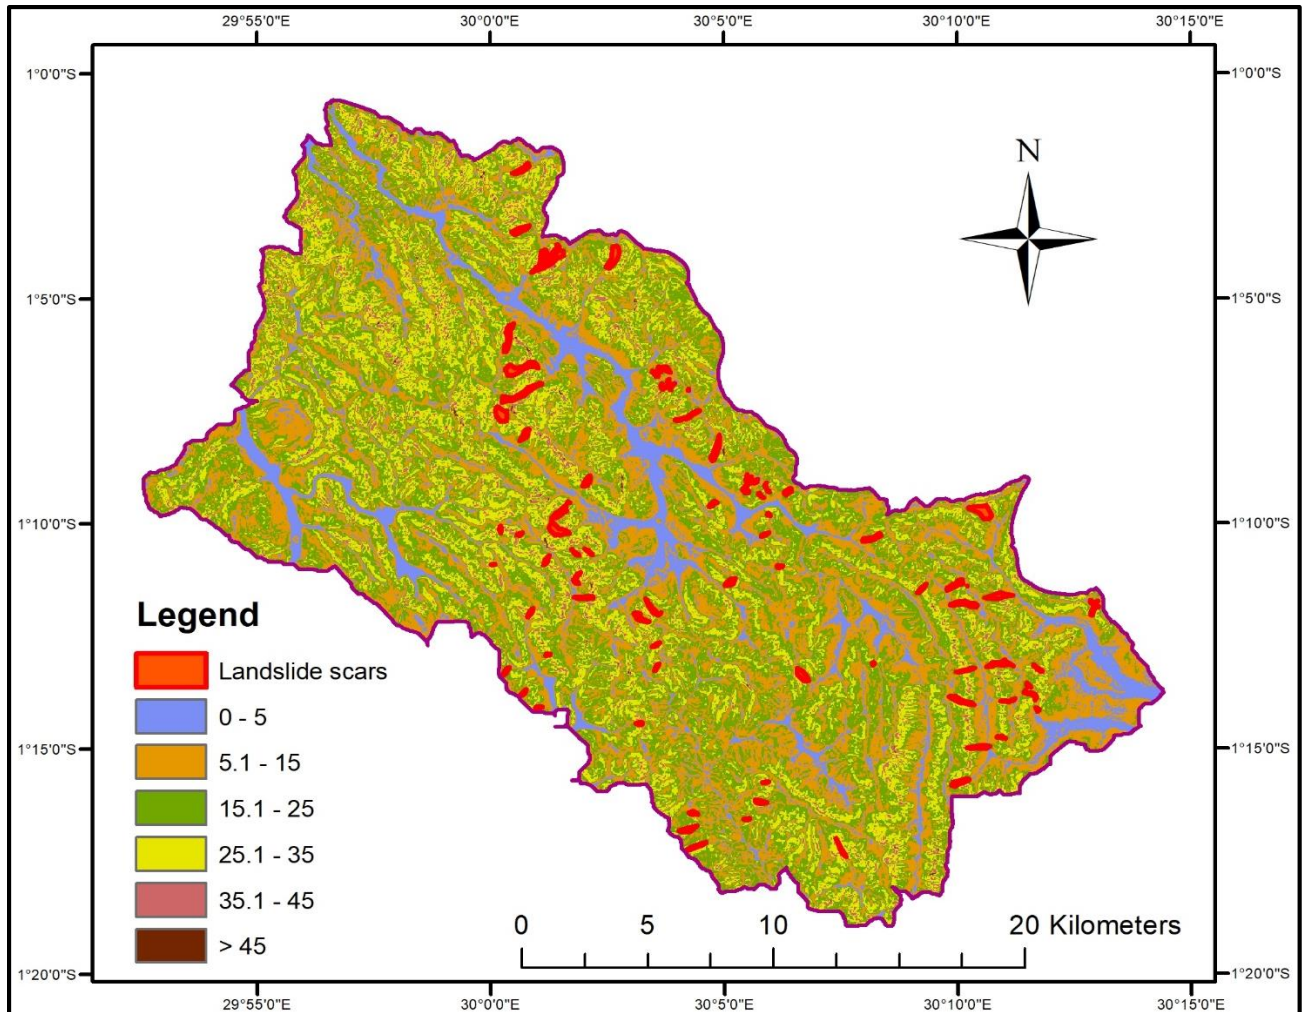 29°55'0"E 30°0'0"E 30°5'0"E 30°10'0"E 30°15'0"E
1°0'0"S 1°0'0"S
N
1°5'0"S 1°5'0"S
1°10'0"S 1°10'0"S
Legend
Landslide scars
0 - 5
5.1 - 15
15.1 - 25
25.1 - 35
35.1 - 45
> 45
1°15'0"S 1°15'0"S
0 5 10 20 Kilometers
1°20'0"S 1°20'0"S
29°55'0"E 30°0'0"E 30°5'0"E 30°10'0"E 30°15'0"E